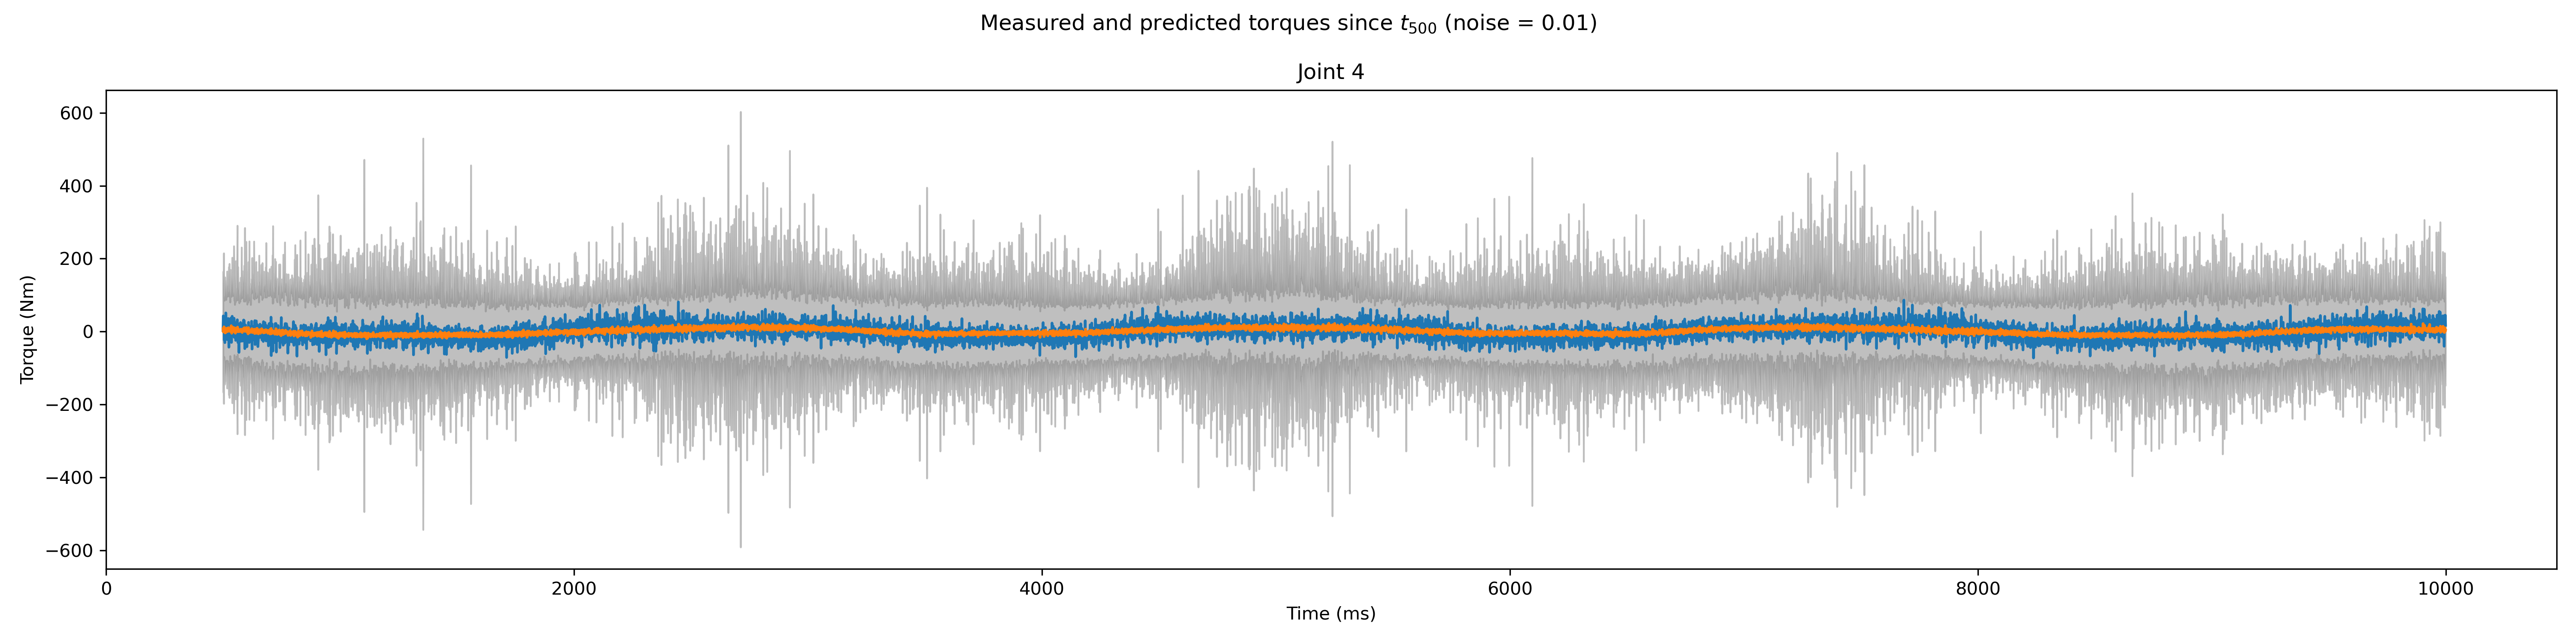 Measured and predicted torques since t₅₀₀ (noise = 0.01)
Joint 4
Torque (Nm)
600
400
200
0
−200
−400
−600
0 2000 4000 6000 8000 10000
Time (ms)